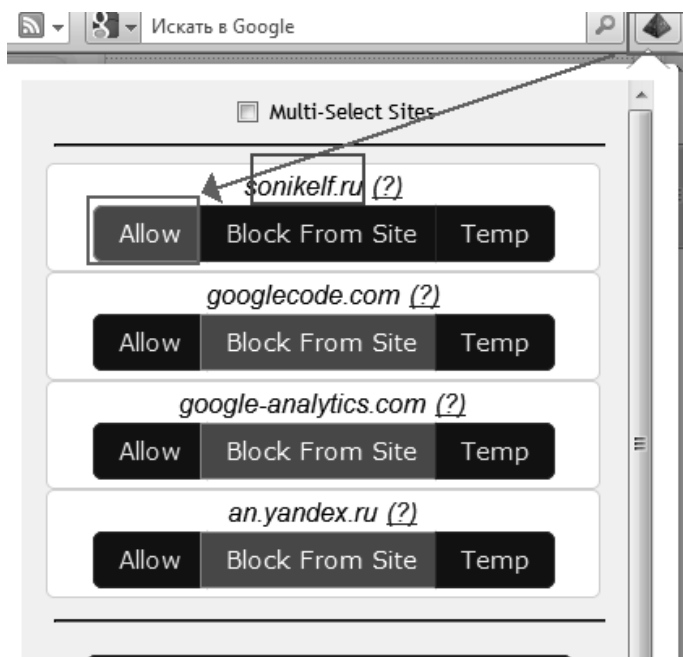 Искать в Google
Multi-Select Sites
sonikelf.ru (?)
Allow Block From Site Temp
googlecode.com (?)
Allow Block From Site Temp
google-analytics.com (?)
Allow Block From Site Temp
an.yandex.ru (?)
Allow Block From Site Temp